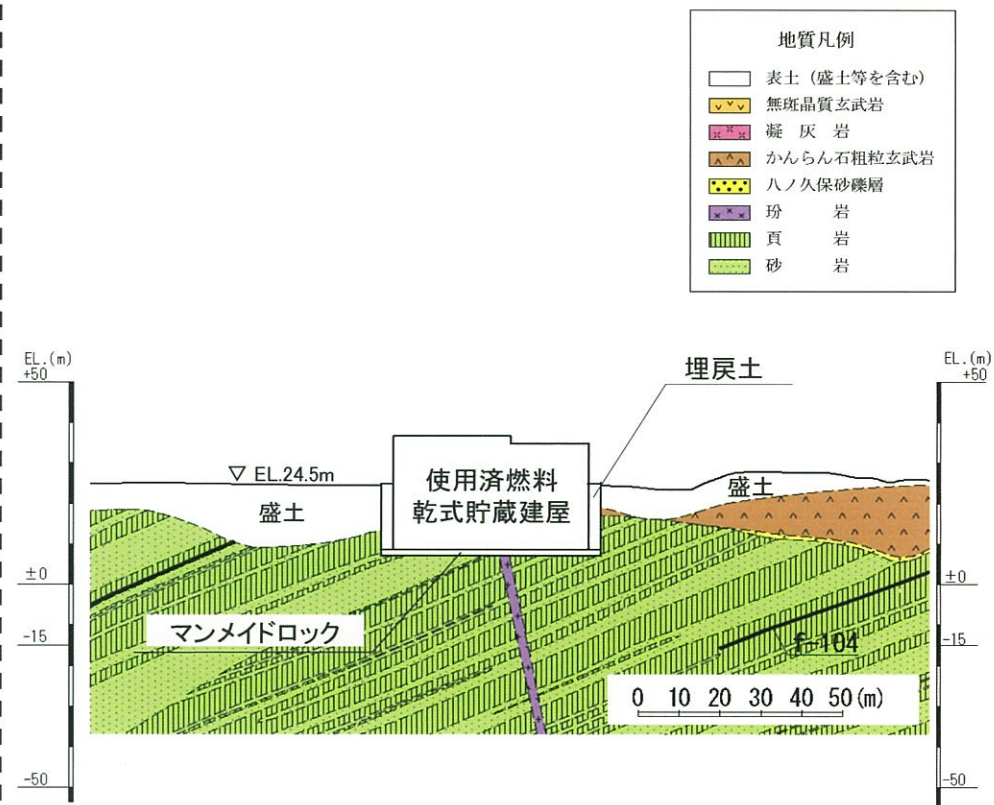 地質凡例
表土（盛土等を含む）
無斑晶質玄武岩
凝灰岩
かんらん石粗粒玄武岩
八ノ久保砂礫層
玢岩
頁岩
砂岩
EL.(m)
+50
EL.(m)
+50
埋戻土
▽ EL.24.5m
使用済燃料
乾式貯蔵建屋
盛土
盛土
±0
±0
マンメイドロック
-15
-15
f-104
0 10 20 30 40 50(m)
-50
-50